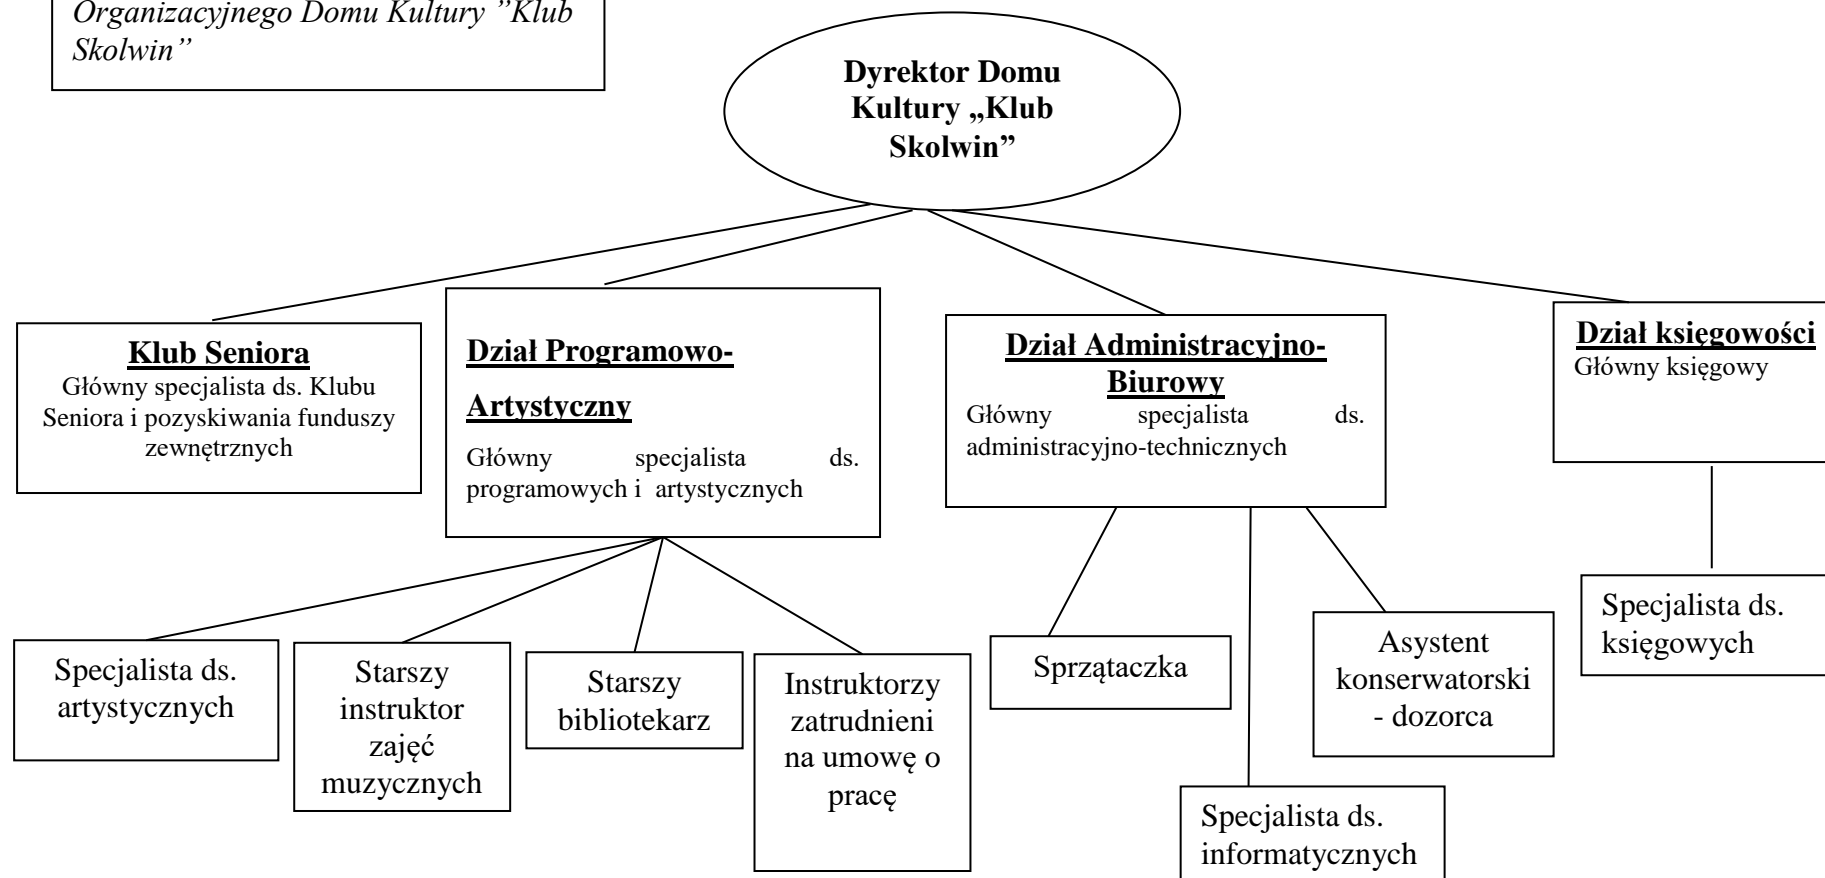 Organizacyjnego Domu Kultury ”Klub
Skolwin”
Dyrektor Domu
Kultury „Klub
Skolwin”
Klub Seniora
Główny specjalista ds. Klubu
Seniora i pozyskiwania funduszy
zewnętrznych
Dział Programowo-
Artystyczny
Główny specjalista ds.
programowych i artystycznych
Dział Administracyjno-
Biurowy
Główny specjalista ds.
administracyjno-technicznych
Dział księgowości
Główny księgowy
Specjalista ds.
artystycznych
Starszy
instruktor
zajęć
muzycznych
Starszy
bibliotekarz
Instruktorzy
zatrudnieni
na umowę o
pracę
Sprzątaczka
Specjalista ds.
informatycznych
Asystent
konserwatorski
- dozorca
Specjalista ds.
księgowych